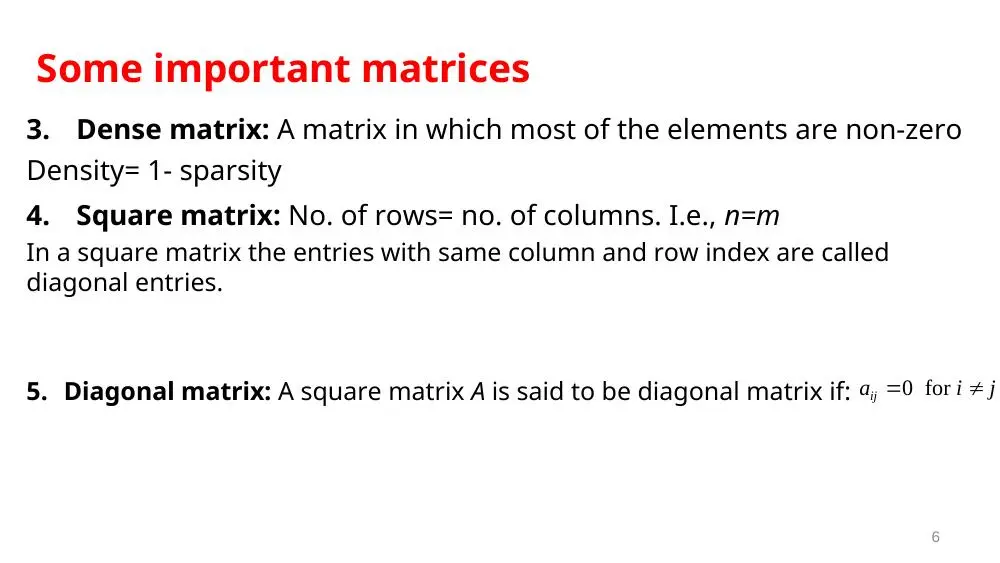 Some important matrices
3. Dense matrix: A matrix in which most of the elements are non-zero
Density= 1- sparsity
4. Square matrix: No. of rows= no. of columns. I.e., n=m
In a square matrix the entries with same column and row index are called
diagonal entries.
5. Diagonal matrix: A square matrix A is said to be diagonal matrix if: aᵢⱼ =0 for i ≠ j
6